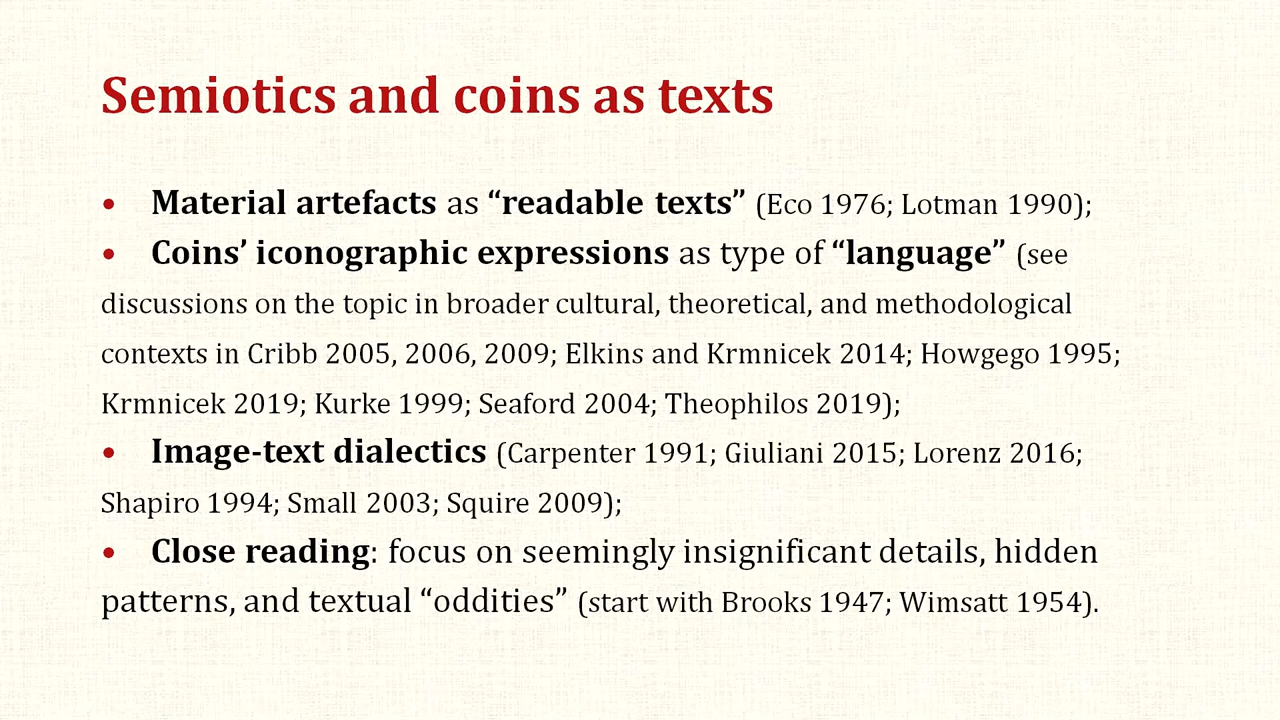 Semiotics and coins as texts
• Material artefacts as “readable texts” (Eco 1976; Lotman 1990);
• Coins’ iconographic expressions as type of “language” (see
discussions on the topic in broader cultural, theoretical, and methodological
contexts in Cribb 2005, 2006, 2009; Elkins and Krmnicek 2014; Howgego 1995;
Krmnicek 2019; Kurke 1999; Seaford 2004; Theophilos 2019);
• Image-text dialectics (Carpenter 1991; Giuliani 2015; Lorenz 2016;
Shapiro 1994; Small 2003; Squire 2009);
• Close reading: focus on seemingly insignificant details, hidden
patterns, and textual “oddities” (start with Brooks 1947; Wimsatt 1954).